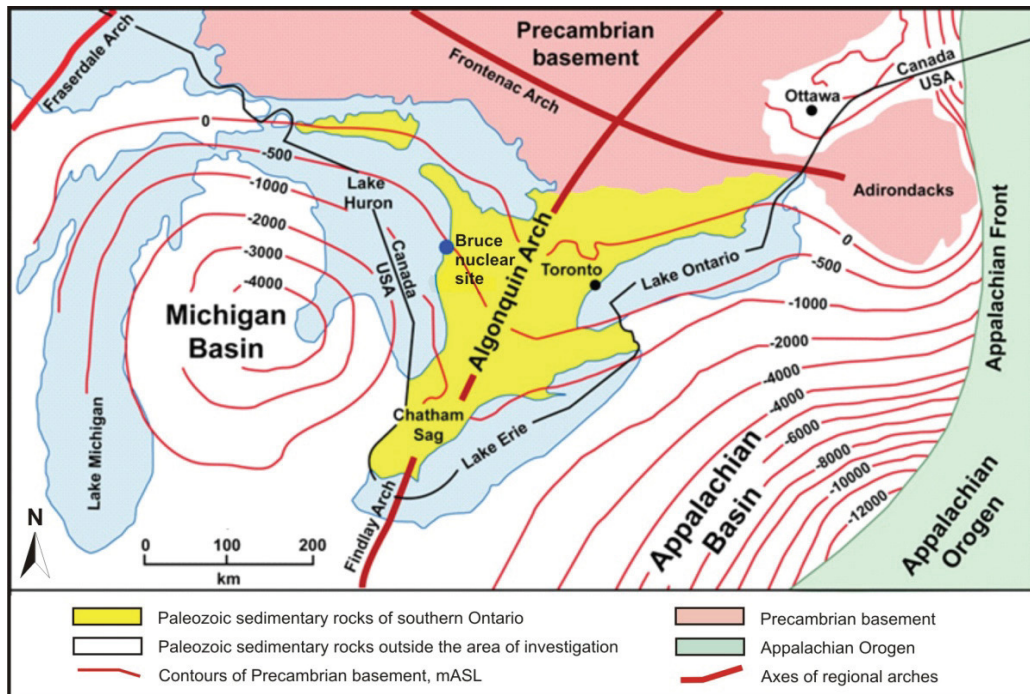 Precambrian
basement
Fraserdale Arch
Frontenac Arch
Canada
USA
Ottawa
Adirondacks
0
-500
-1000
-2000
-3000
-4000
Lake
Huron
Canada
USA
Bruce
nuclear
site
Algonquin Arch
Toronto
Lake Ontario
0
-500
-1000
-2000
-4000
-4000
-6000
-8000
-10000
-12000
Appalachian Front
Michigan
Basin
Lake Michigan
Chatham
Sag
Lake Erie
Findlay Arch
Appalachian
Basin
Appalachian
Orogen
N
0 100 200
km
Paleozoic sedimentary rocks of southern Ontario
Paleozoic sedimentary rocks outside the area of investigation
Contours of Precambrian basement, mASL
Precambrian basement
Appalachian Orogen
Axes of regional arches